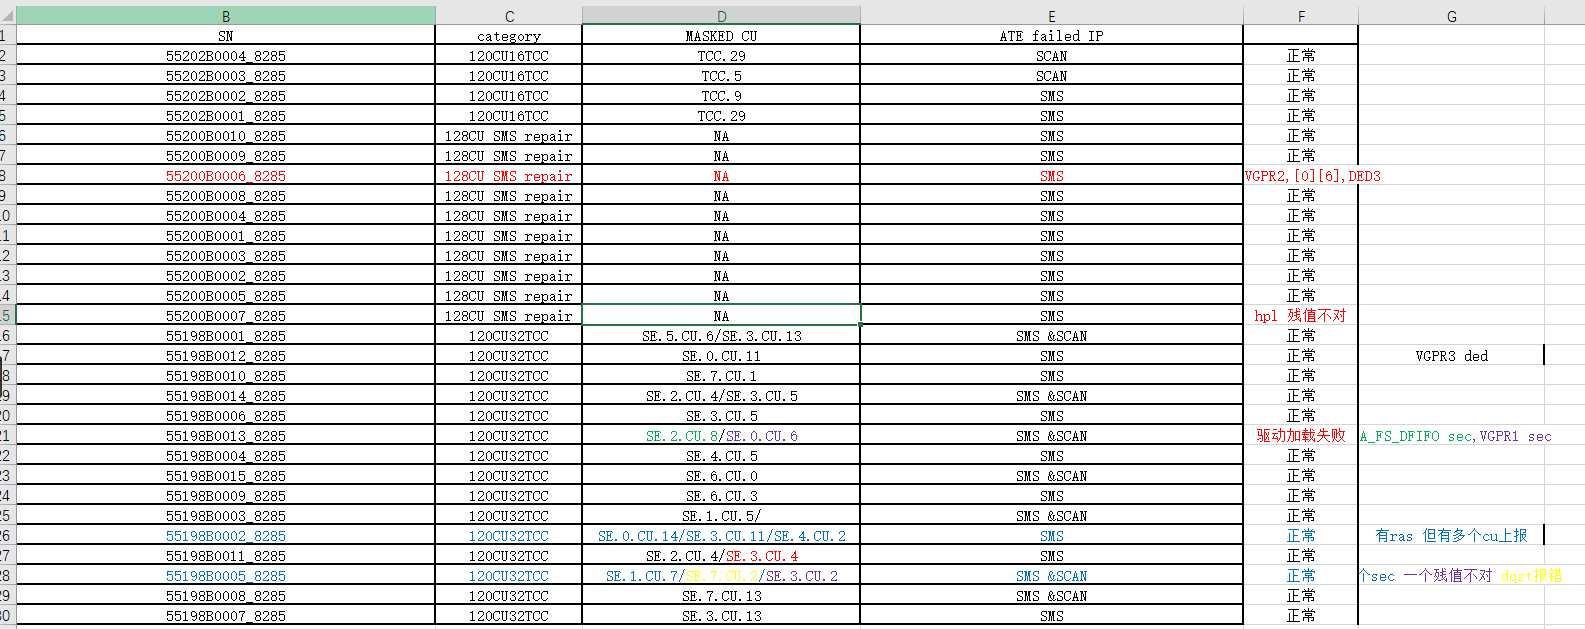 B C D E F G
1 SN category MASKED CU ATE failed IP
2 55202B0004_8285 120CU16TCC TCC.29 SCAN 正常
3 55202B0003_8285 120CU16TCC TCC.5 SCAN 正常
4 55202B0002_8285 120CU16TCC TCC.9 SMS 正常
5 55202B0001_8285 120CU16TCC TCC.29 SMS 正常
6 55200B0010_8285 128CU SMS repair NA SMS 正常
7 55200B0009_8285 128CU SMS repair NA SMS 正常
8 55200B0006_8285 128CU SMS repair NA SMS VGPR2,[0][6],DED3
9 55200B0008_8285 128CU SMS repair NA SMS 正常
.0 55200B0004_8285 128CU SMS repair NA SMS 正常
.1 55200B0001_8285 128CU SMS repair NA SMS 正常
.2 55200B0003_8285 128CU SMS repair NA SMS 正常
.3 55200B0002_8285 128CU SMS repair NA SMS 正常
.4 55200B0005_8285 128CU SMS repair NA SMS 正常
.5 55200B0007_8285 128CU SMS repair NA SMS hpl 残值不对
.6 55198B0001_8285 120CU32TCC SE.5.CU.6/SE.3.CU.13 SMS &SCAN 正常
.7 55198B0012_8285 120CU32TCC SE.0.CU.11 SMS 正常 VGPR3 ded
.8 55198B0010_8285 120CU32TCC SE.7.CU.1 SMS 正常
.9 55198B0014_8285 120CU32TCC SE.2.CU.4/SE.3.CU.5 SMS &SCAN 正常
20 55198B0006_8285 120CU32TCC SE.3.CU.5 SMS 正常
21 55198B0013_8285 120CU32TCC SE.2.CU.8/SE.0.CU.6 SMS &SCAN 驱动加载失败 A_FS_DFIFO sec,VGPR1 sec
22 55198B0004_8285 120CU32TCC SE.4.CU.5 SMS 正常
23 55198B0015_8285 120CU32TCC SE.6.CU.0 SMS &SCAN 正常
24 55198B0009_8285 120CU32TCC SE.6.CU.3 SMS 正常
25 55198B0003_8285 120CU32TCC SE.1.CU.5/ SMS &SCAN 正常
26 55198B0002_8285 120CU32TCC SE.0.CU.14/SE.3.CU.11/SE.4.CU.2 SMS 正常 有ras 但有多个cu上报
27 55198B0011_8285 120CU32TCC SE.2.CU.4/SE.3.CU.4 SMS 正常
28 55198B0005_8285 120CU32TCC SE.1.CU.7/SE.7.CU.2/SE.3.CU.2 SMS &SCAN 正常 个sec 一个残值不对 dgst报错
29 55198B0008_8285 120CU32TCC SE.7.CU.13 SMS &SCAN 正常
30 55198B0007_8285 120CU32TCC SE.3.CU.13 SMS 正常